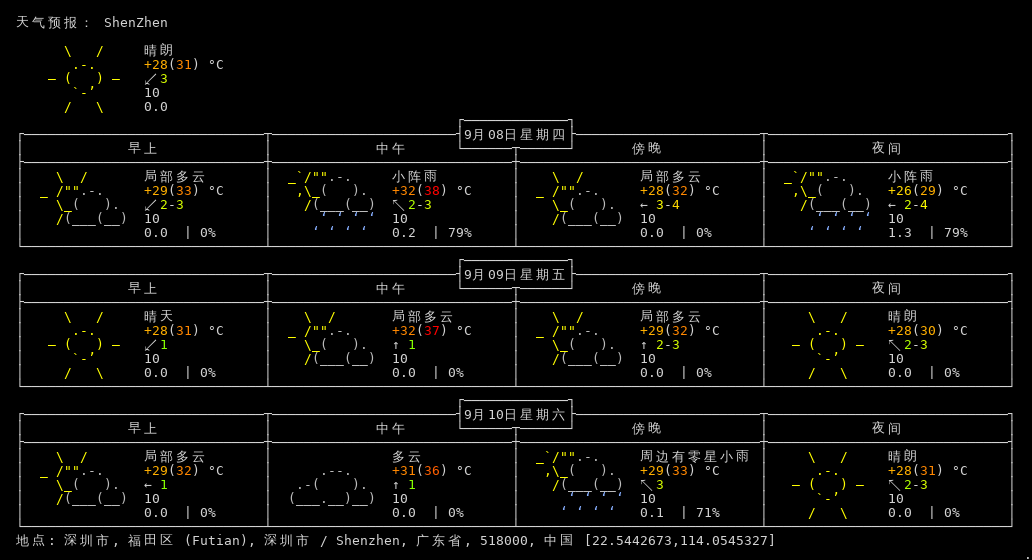 天气预报： ShenZhen
晴朗
+28(31) °C
↙3
10
0.0
9月08日星期四
早上 中午 傍晚 夜间
局部多云 小阵雨 局部多云 小阵雨
+29(33) °C +32(38) °C +28(32) °C +26(29) °C
↙2-3 ↖2-3 ← 3-4 ← 2-4
10 10 10 10
0.0 | 0% 0.2 | 79% 0.0 | 0% 1.3 | 79%
9月09日星期五
早上 中午 傍晚 夜间
晴天 局部多云 局部多云 晴朗
+28(31) °C +32(37) °C +29(32) °C +28(30) °C
↙1 ↑ 1 ↑ 2-3 ↖2-3
10 10 10 10
0.0 | 0% 0.0 | 0% 0.0 | 0% 0.0 | 0%
9月10日星期六
早上 中午 傍晚 夜间
局部多云 多云 周边有零星小雨 晴朗
+29(32) °C +31(36) °C +29(33) °C +28(31) °C
← 1 ↑ 1 ↖3 ↖2-3
10 10 10 10
0.0 | 0% 0.0 | 0% 0.1 | 71% 0.0 | 0%
地点: 深圳市, 福田区 (Futian), 深圳市 / Shenzhen, 广东省, 518000, 中国 [22.5442673,114.0545327]